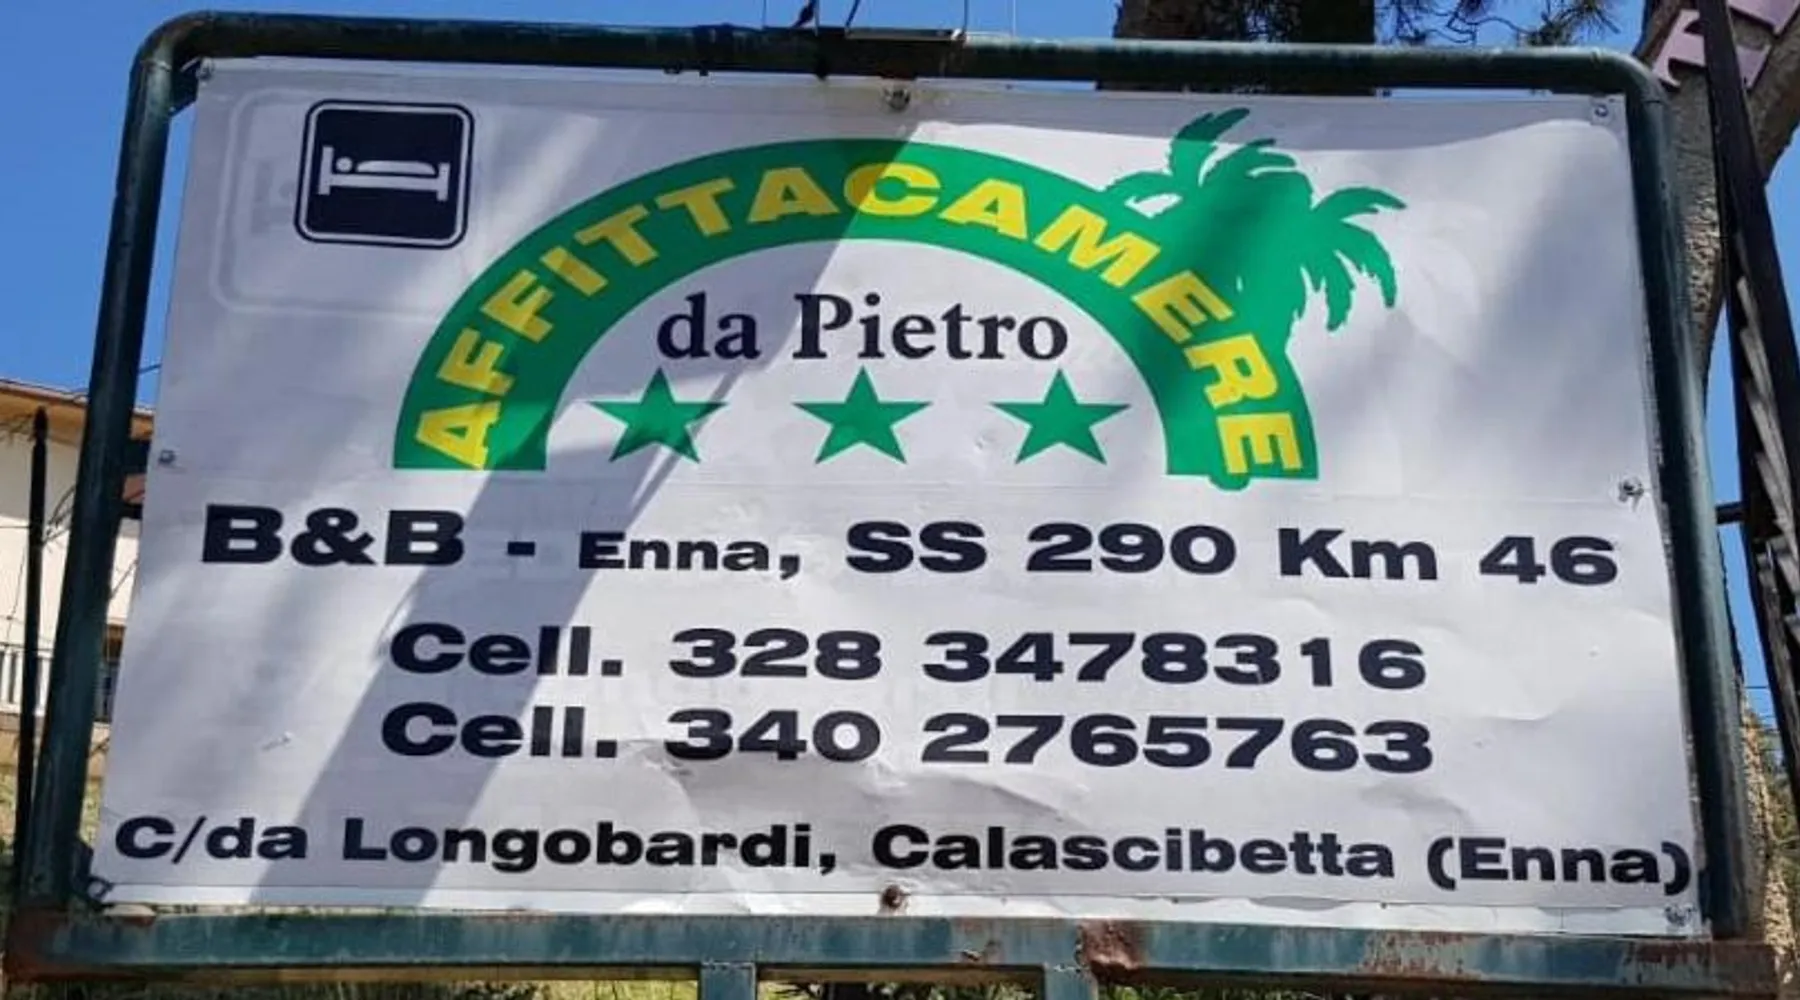 AFFITTACAMERE
da Pietro
B&B - Enna, SS 290 Km 46
Cell. 328 3478316
Cell. 340 2765763
C/da Longobardi, Calascibetta (Enna)